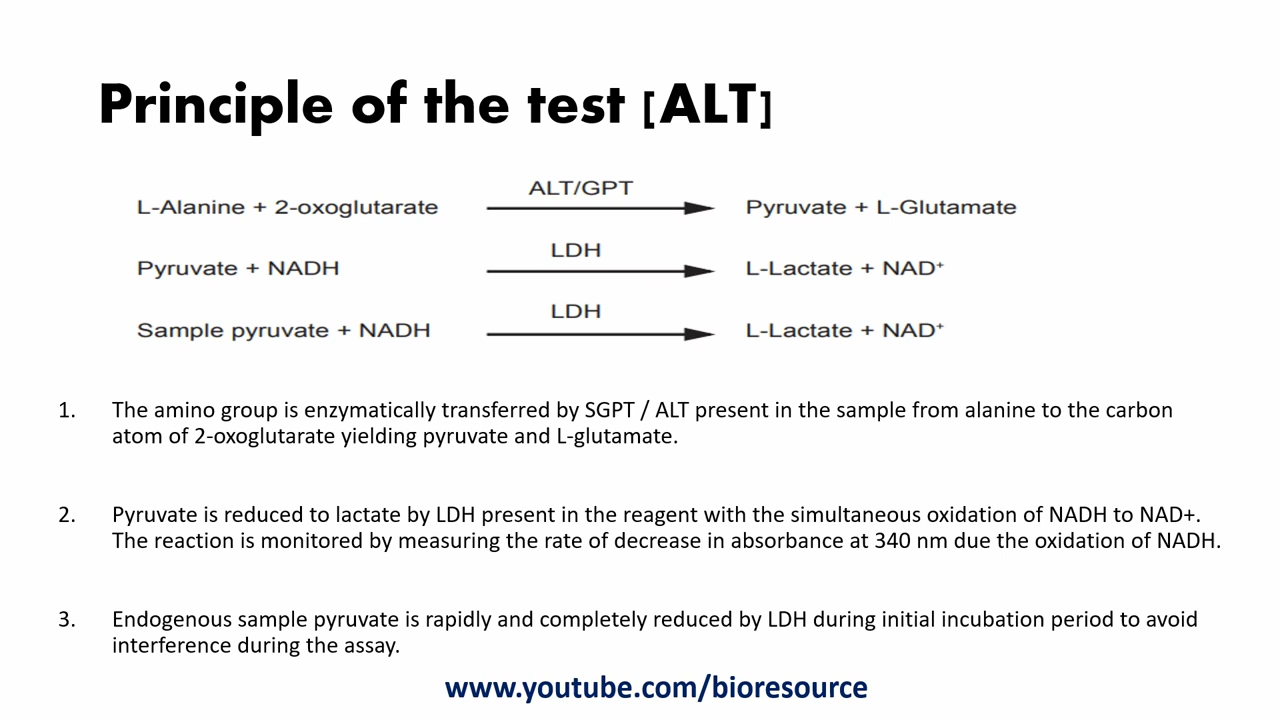 Principle of the test [ALT]
L-Alanine + 2-oxoglutarate ALT/GPT Pyruvate + L-Glutamate
Pyruvate + NADH LDH L-Lactate + NAD⁺
Sample pyruvate + NADH LDH L-Lactate + NAD⁺
1. The amino group is enzymatically transferred by SGPT / ALT present in the sample from alanine to the carbon
atom of 2-oxoglutarate yielding pyruvate and L-glutamate.
2. Pyruvate is reduced to lactate by LDH present in the reagent with the simultaneous oxidation of NADH to NAD+.
The reaction is monitored by measuring the rate of decrease in absorbance at 340 nm due the oxidation of NADH.
3. Endogenous sample pyruvate is rapidly and completely reduced by LDH during initial incubation period to avoid
interference during the assay.
www.youtube.com/bioresource